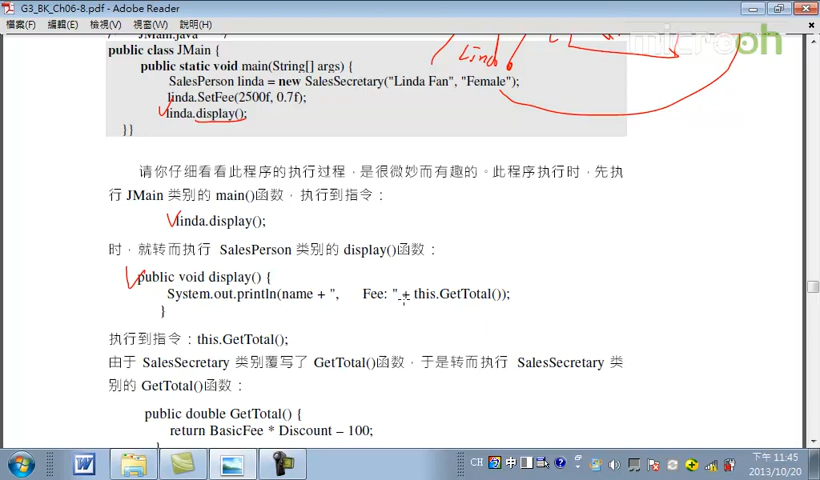 G3_BK_Ch06-8.pdf - Adobe Reader
檔案(F) 編輯(E) 檢視(V) 視窗(W) 說明(H)
JMain.java
microoh
public class JMain {
Linda
public static void main(String[] args) {
SalesPerson linda = new SalesSecretary("Linda Fan", "Female");
linda.SetFee(2500f, 0.7f);
linda.display();
}}
请你仔细看看此程序的执行过程，是很微妙而有趣的。此程序执行时，先执
行 JMain 类别的 main()函数，执行到指令：
linda.display();
时，就转而执行 SalesPerson 类别的 display()函数：
public void display() {
System.out.println(name + ", Fee: " + this.GetTotal());
}
执行到指令：this.GetTotal();
由于 SalesSecretary 类别覆写了 GetTotal()函数，于是转而执行 SalesSecretary 类
别的 GetTotal()函数：
public double GetTotal() {
return BasicFee * Discount – 100;
CH 中
下午 11:45
2013/10/20